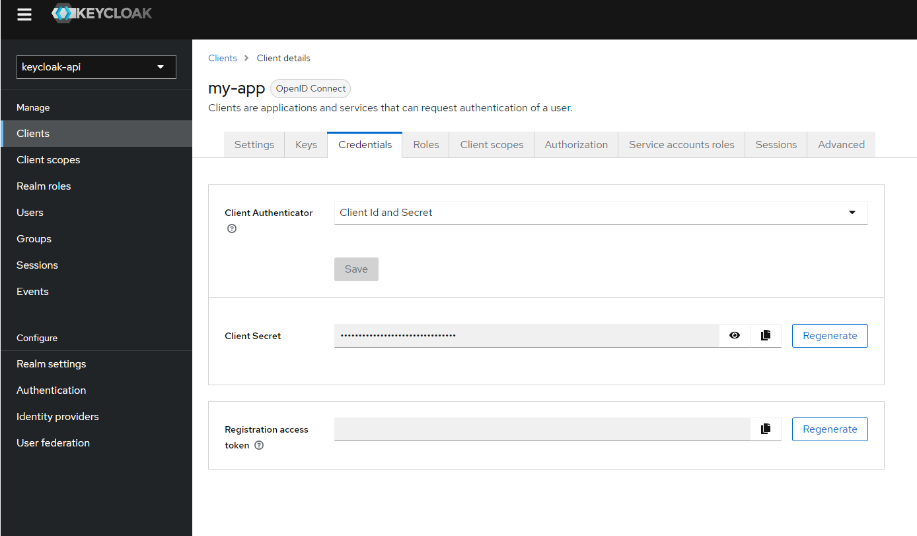 KEYCLOAK
keycloak-api
Manage
Clients
Client scopes
Realm roles
Users
Groups
Sessions
Events
Configure
Realm settings
Authentication
Identity providers
User federation
Clients > Client details
my-app OpenID Connect
Clients are applications and services that can request authentication of a user.
Settings Keys Credentials Roles Client scopes Authorization Service accounts roles Sessions Advanced
Client Authenticator Client Id and Secret
Save
Client Secret Regenerate
Registration access Regenerate
token